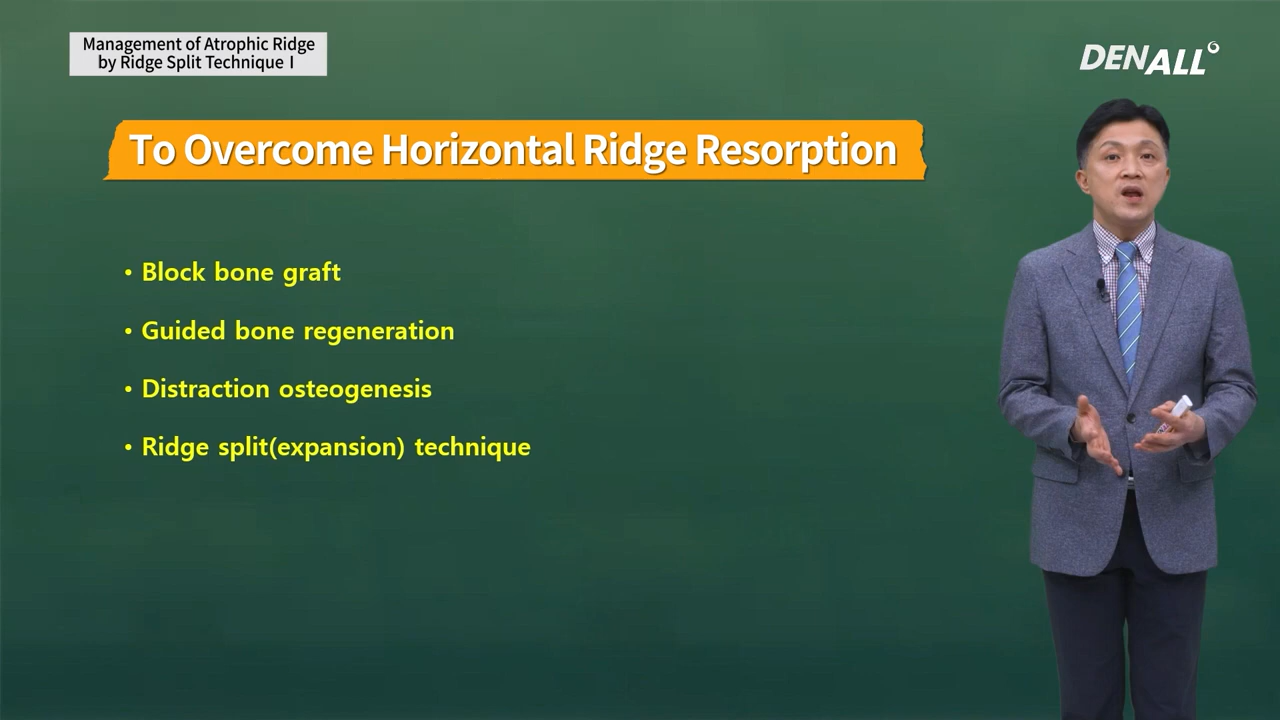 Management of Atrophic Ridge
by Ridge Split Technique Ⅰ
DENALL
To Overcome Horizontal Ridge Resorption
• Block bone graft
• Guided bone regeneration
• Distraction osteogenesis
• Ridge split(expansion) technique